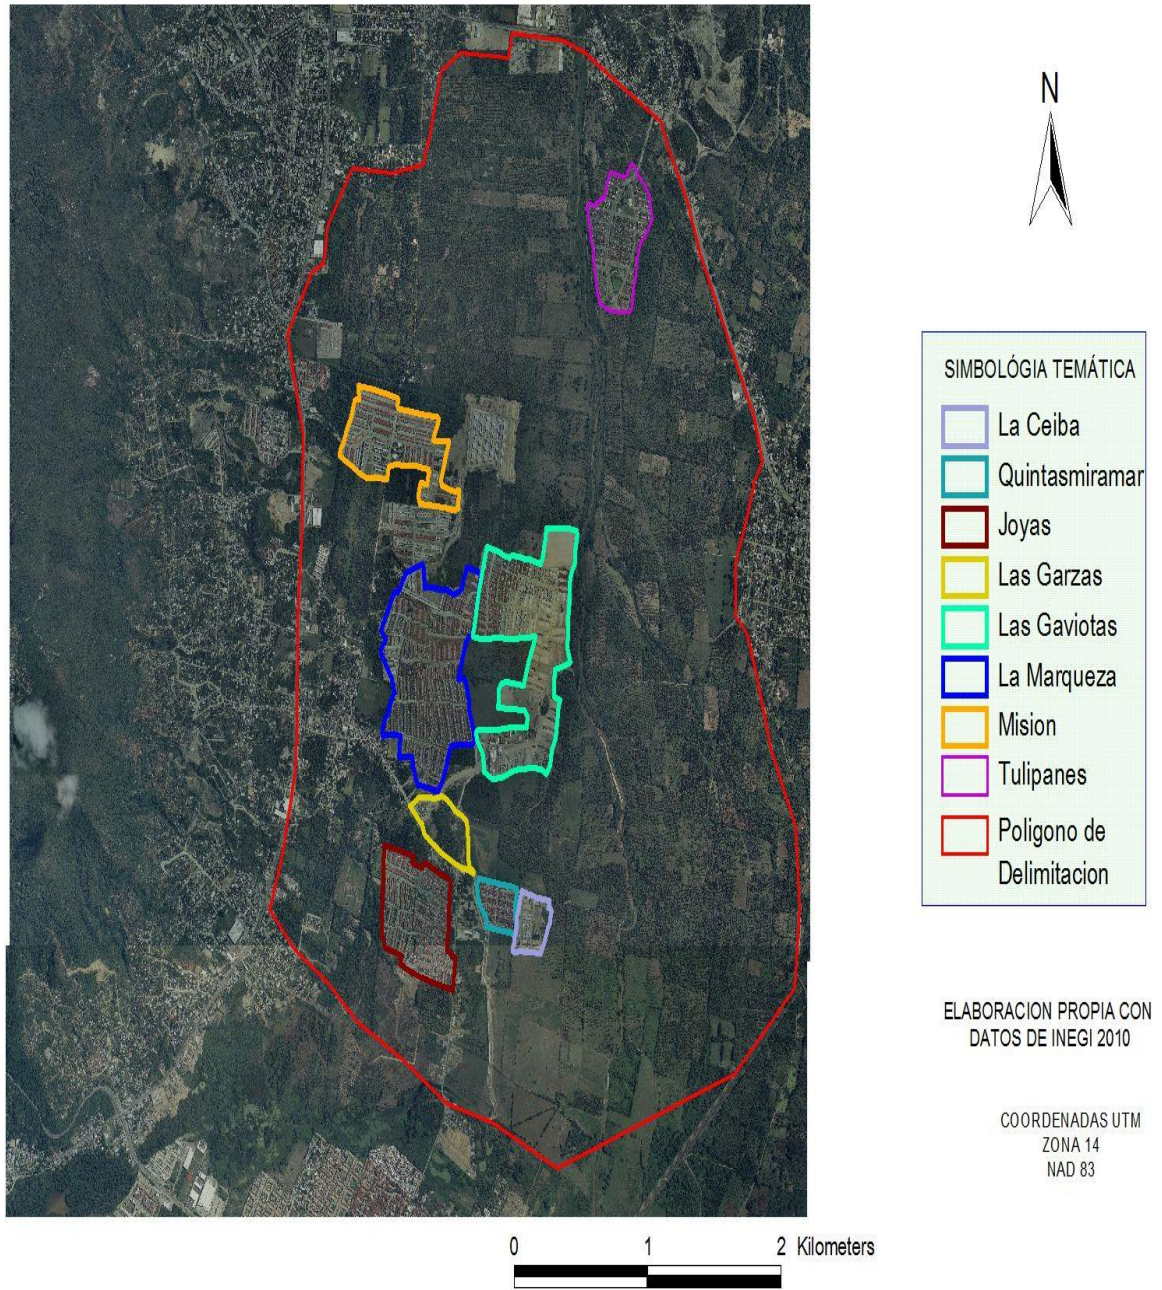 N
SIMBOLÓGIA TEMÁTICA
La Ceiba
Quintasmiramar
Joyas
Las Garzas
Las Gaviotas
La Marqueza
Mision
Tulipanes
Poligono de
Delimitacion
ELABORACION PROPIA CON
DATOS DE INEGI 2010
COORDENADAS UTM
ZONA 14
NAD 83
0 1 2 Kilometers